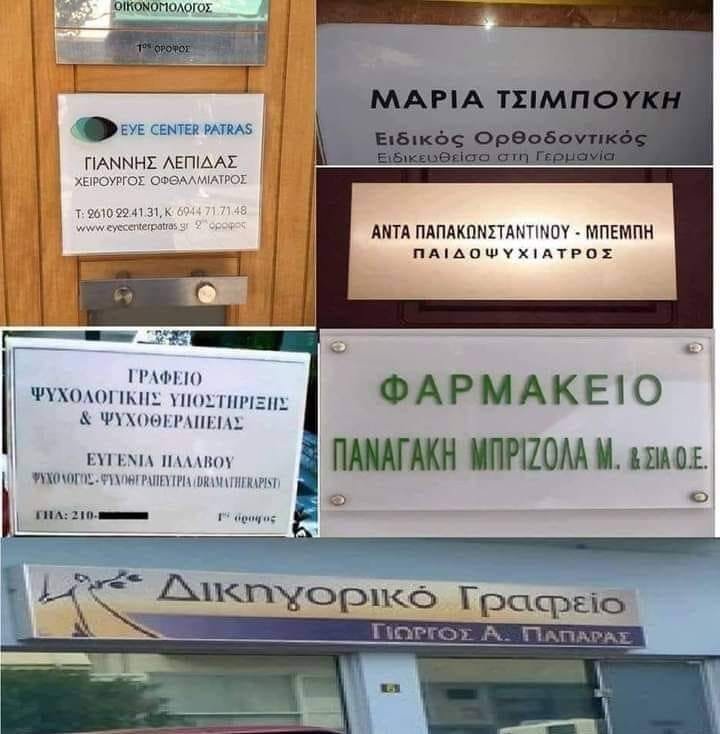 ΟΙΚΟΝΟΜΟΛΟΓΟΣ
1ος ΟΡΟΦΟΣ
EYE CENTER PATRAS
ΓΙΑΝΝΗΣ ΛΕΠΙΔΑΣ
ΧΕΙΡΟΥΡΓΟΣ ΟΦΘΑΛΜΙΑΤΡΟΣ
Τ: 2610 22.41.31, Κ: 6944 71.71.48
www.eyecenterpatras.gr 2ος όροφος
ΜΑΡΙΑ ΤΣΙΜΠΟΥΚΗ
Ειδικός Ορθοδοντικός
Ειδικευθείσα στη Γερμανία
ΑΝΤΑ ΠΑΠΑΚΩΝΣΤΑΝΤΙΝΟΥ - ΜΠΕΜΠΗ
ΠΑΙΔΟΨΥΧΙΑΤΡΟΣ
ΓΡΑΦΕΙΟ
ΨΥΧΟΛΟΓΙΚΗΣ ΥΠΟΣΤΗΡΙΞΗΣ
& ΨΥΧΟΘΕΡΑΠΕΙΑΣ
ΕΥΓΕΝΙΑ ΠΑΛΑΒΟΥ
ΨΥΧΟΛΟΓΟΣ - ΨΥΧΟΘΕΡΑΠΕΥΤΡΙΑ (DRAMATHERAPIST)
ΤΗΛ: 210-
1ος όροφος
ΦΑΡΜΑΚΕΙΟ
ΠΑΝΑΓΑΚΗ ΜΠΡΙΖΟΛΑ Μ. & ΣΙΑ Ο.Ε.
Δικηγορικό Γραφείο
ΓΙΩΡΓΟΣ Α. ΠΑΠΑΡΑΣ